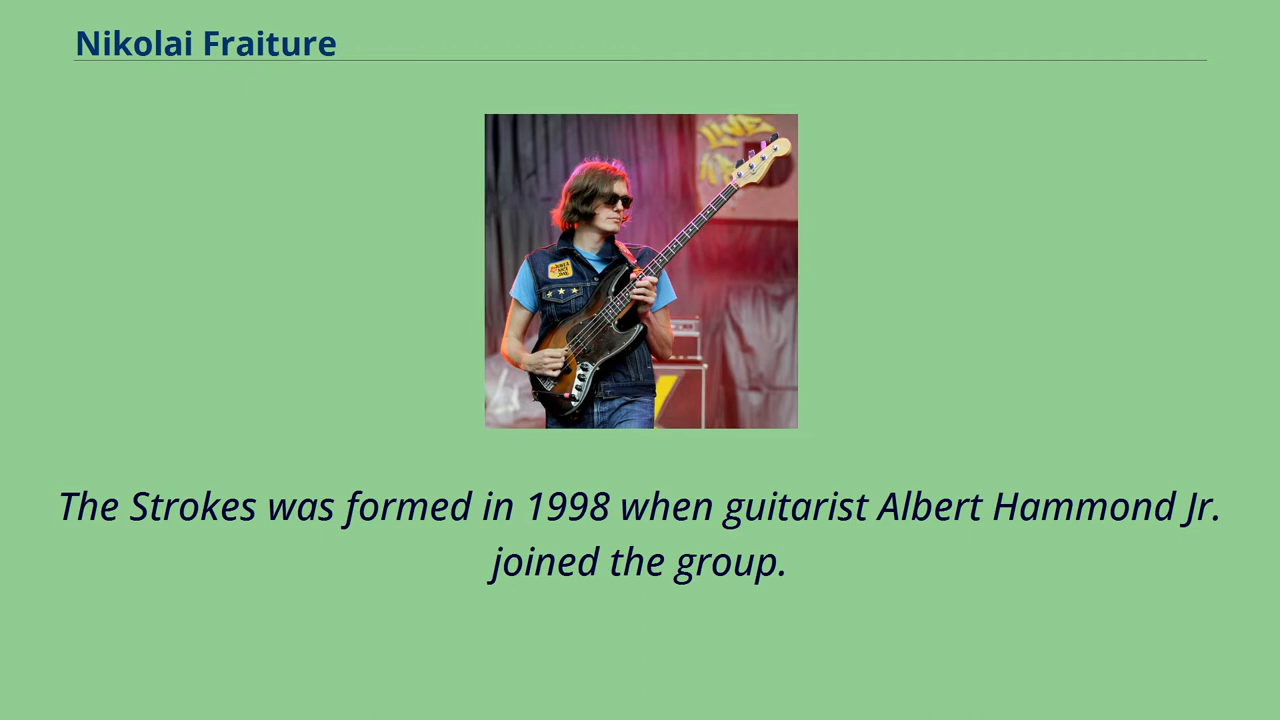 Nikolai Fraiture
The Strokes was formed in 1998 when guitarist Albert Hammond Jr.
joined the group.